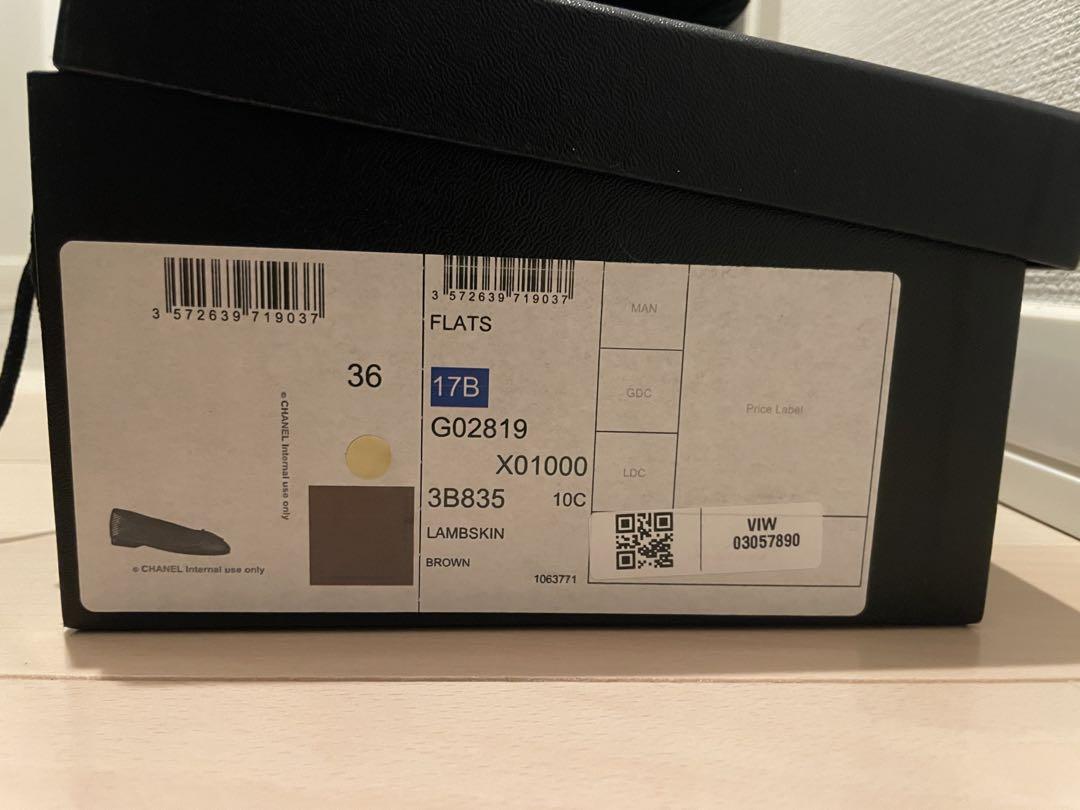 3 572639 719037
36
© CHANEL Internal use only
© CHANEL Internal use only
3 572639 719037
FLATS
17B
G02819
X01000
3B835 10C
LAMBSKIN
BROWN
1063771
MAN
GDC
LDC
Price Label
VIW
03057890